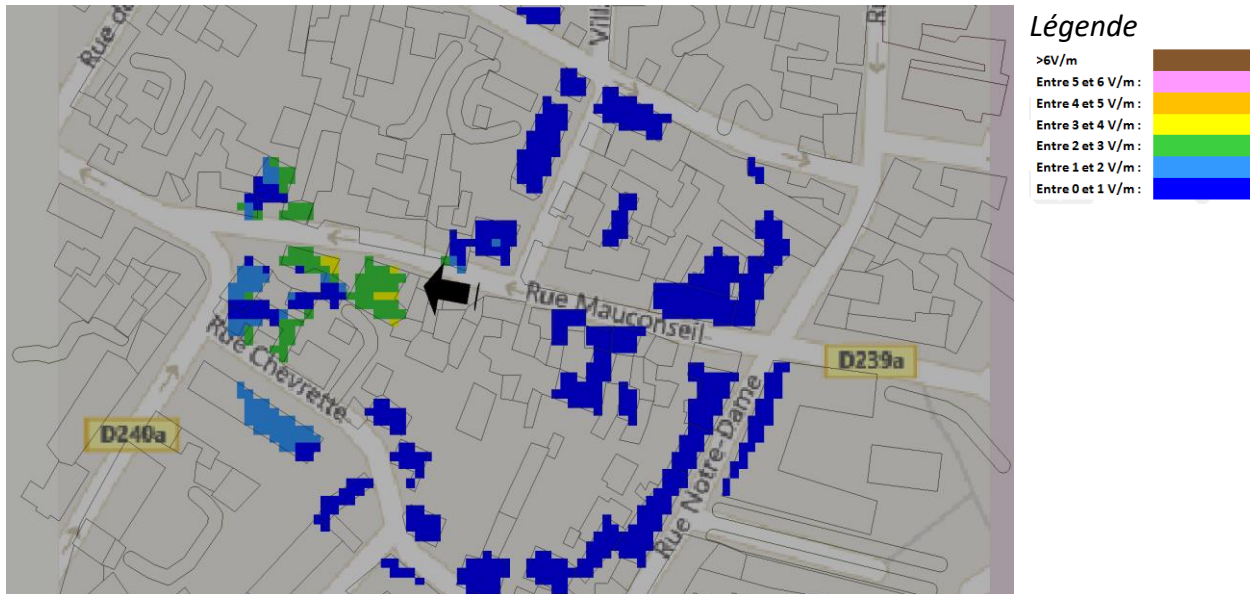 Légende
>6V/m
Entre 5 et 6 V/m :
Entre 4 et 5 V/m :
Entre 3 et 4 V/m :
Entre 2 et 3 V/m :
Entre 1 et 2 V/m :
Entre 0 et 1 V/m :
Rue
Rue Mauconseil
Rue Chevrette
D239a
D240a
Rue Notre-Dame